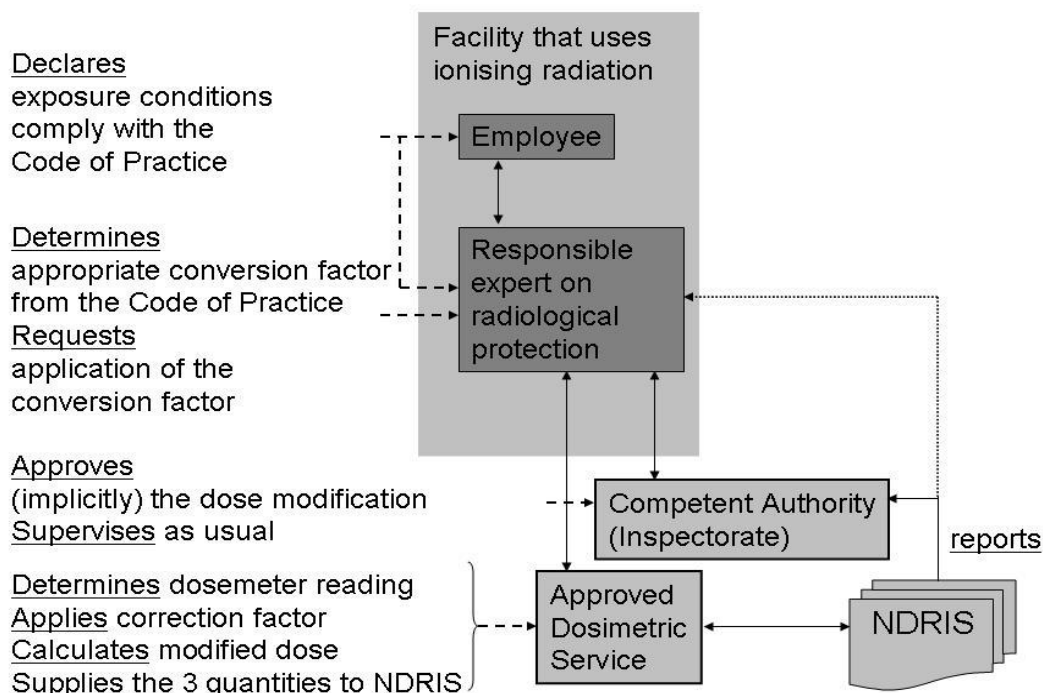 Declares
exposure conditions
comply with the
Code of Practice
Facility that uses
ionising radiation
Employee
Determines
appropriate conversion factor
from the Code of Practice
Requests
application of the
conversion factor
Responsible
expert on
radiological
protection
Approves
(implicitly) the dose modification
Supervises as usual
Competent Authority
(Inspectorate)
reports
Determines dosemeter reading
Applies correction factor
Calculates modified dose
Supplies the 3 quantities to NDRIS
Approved
Dosimetric
Service
NDRIS